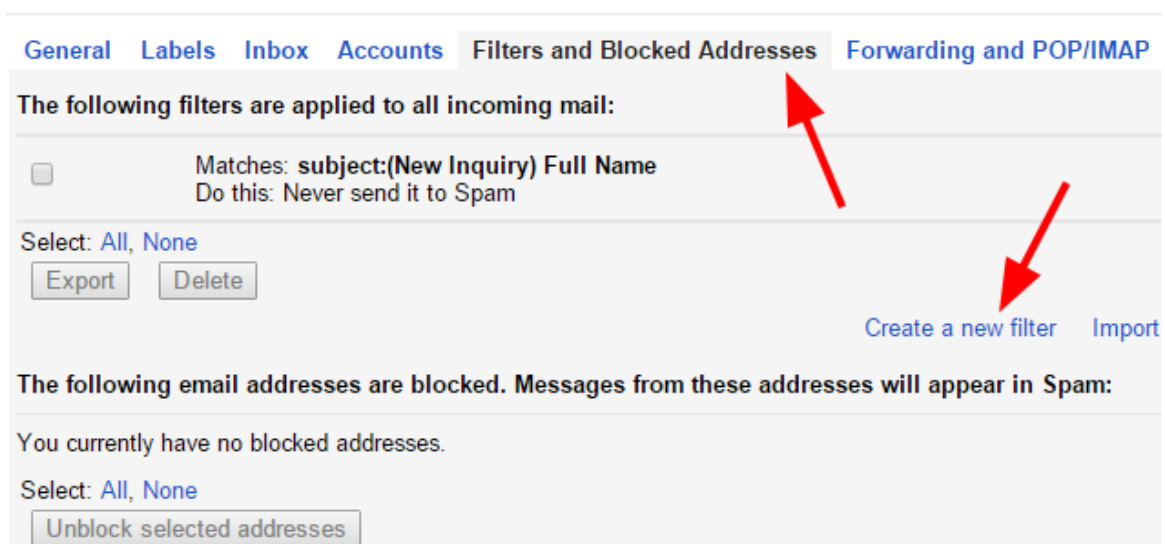 General Labels Inbox Accounts Filters and Blocked Addresses Forwarding and POP/IMAP
The following filters are applied to all incoming mail:
Matches: subject:(New Inquiry) Full Name
Do this: Never send it to Spam
Select: All, None
Export Delete
Create a new filter Import
The following email addresses are blocked. Messages from these addresses will appear in Spam:
You currently have no blocked addresses.
Select: All, None
Unblock selected addresses